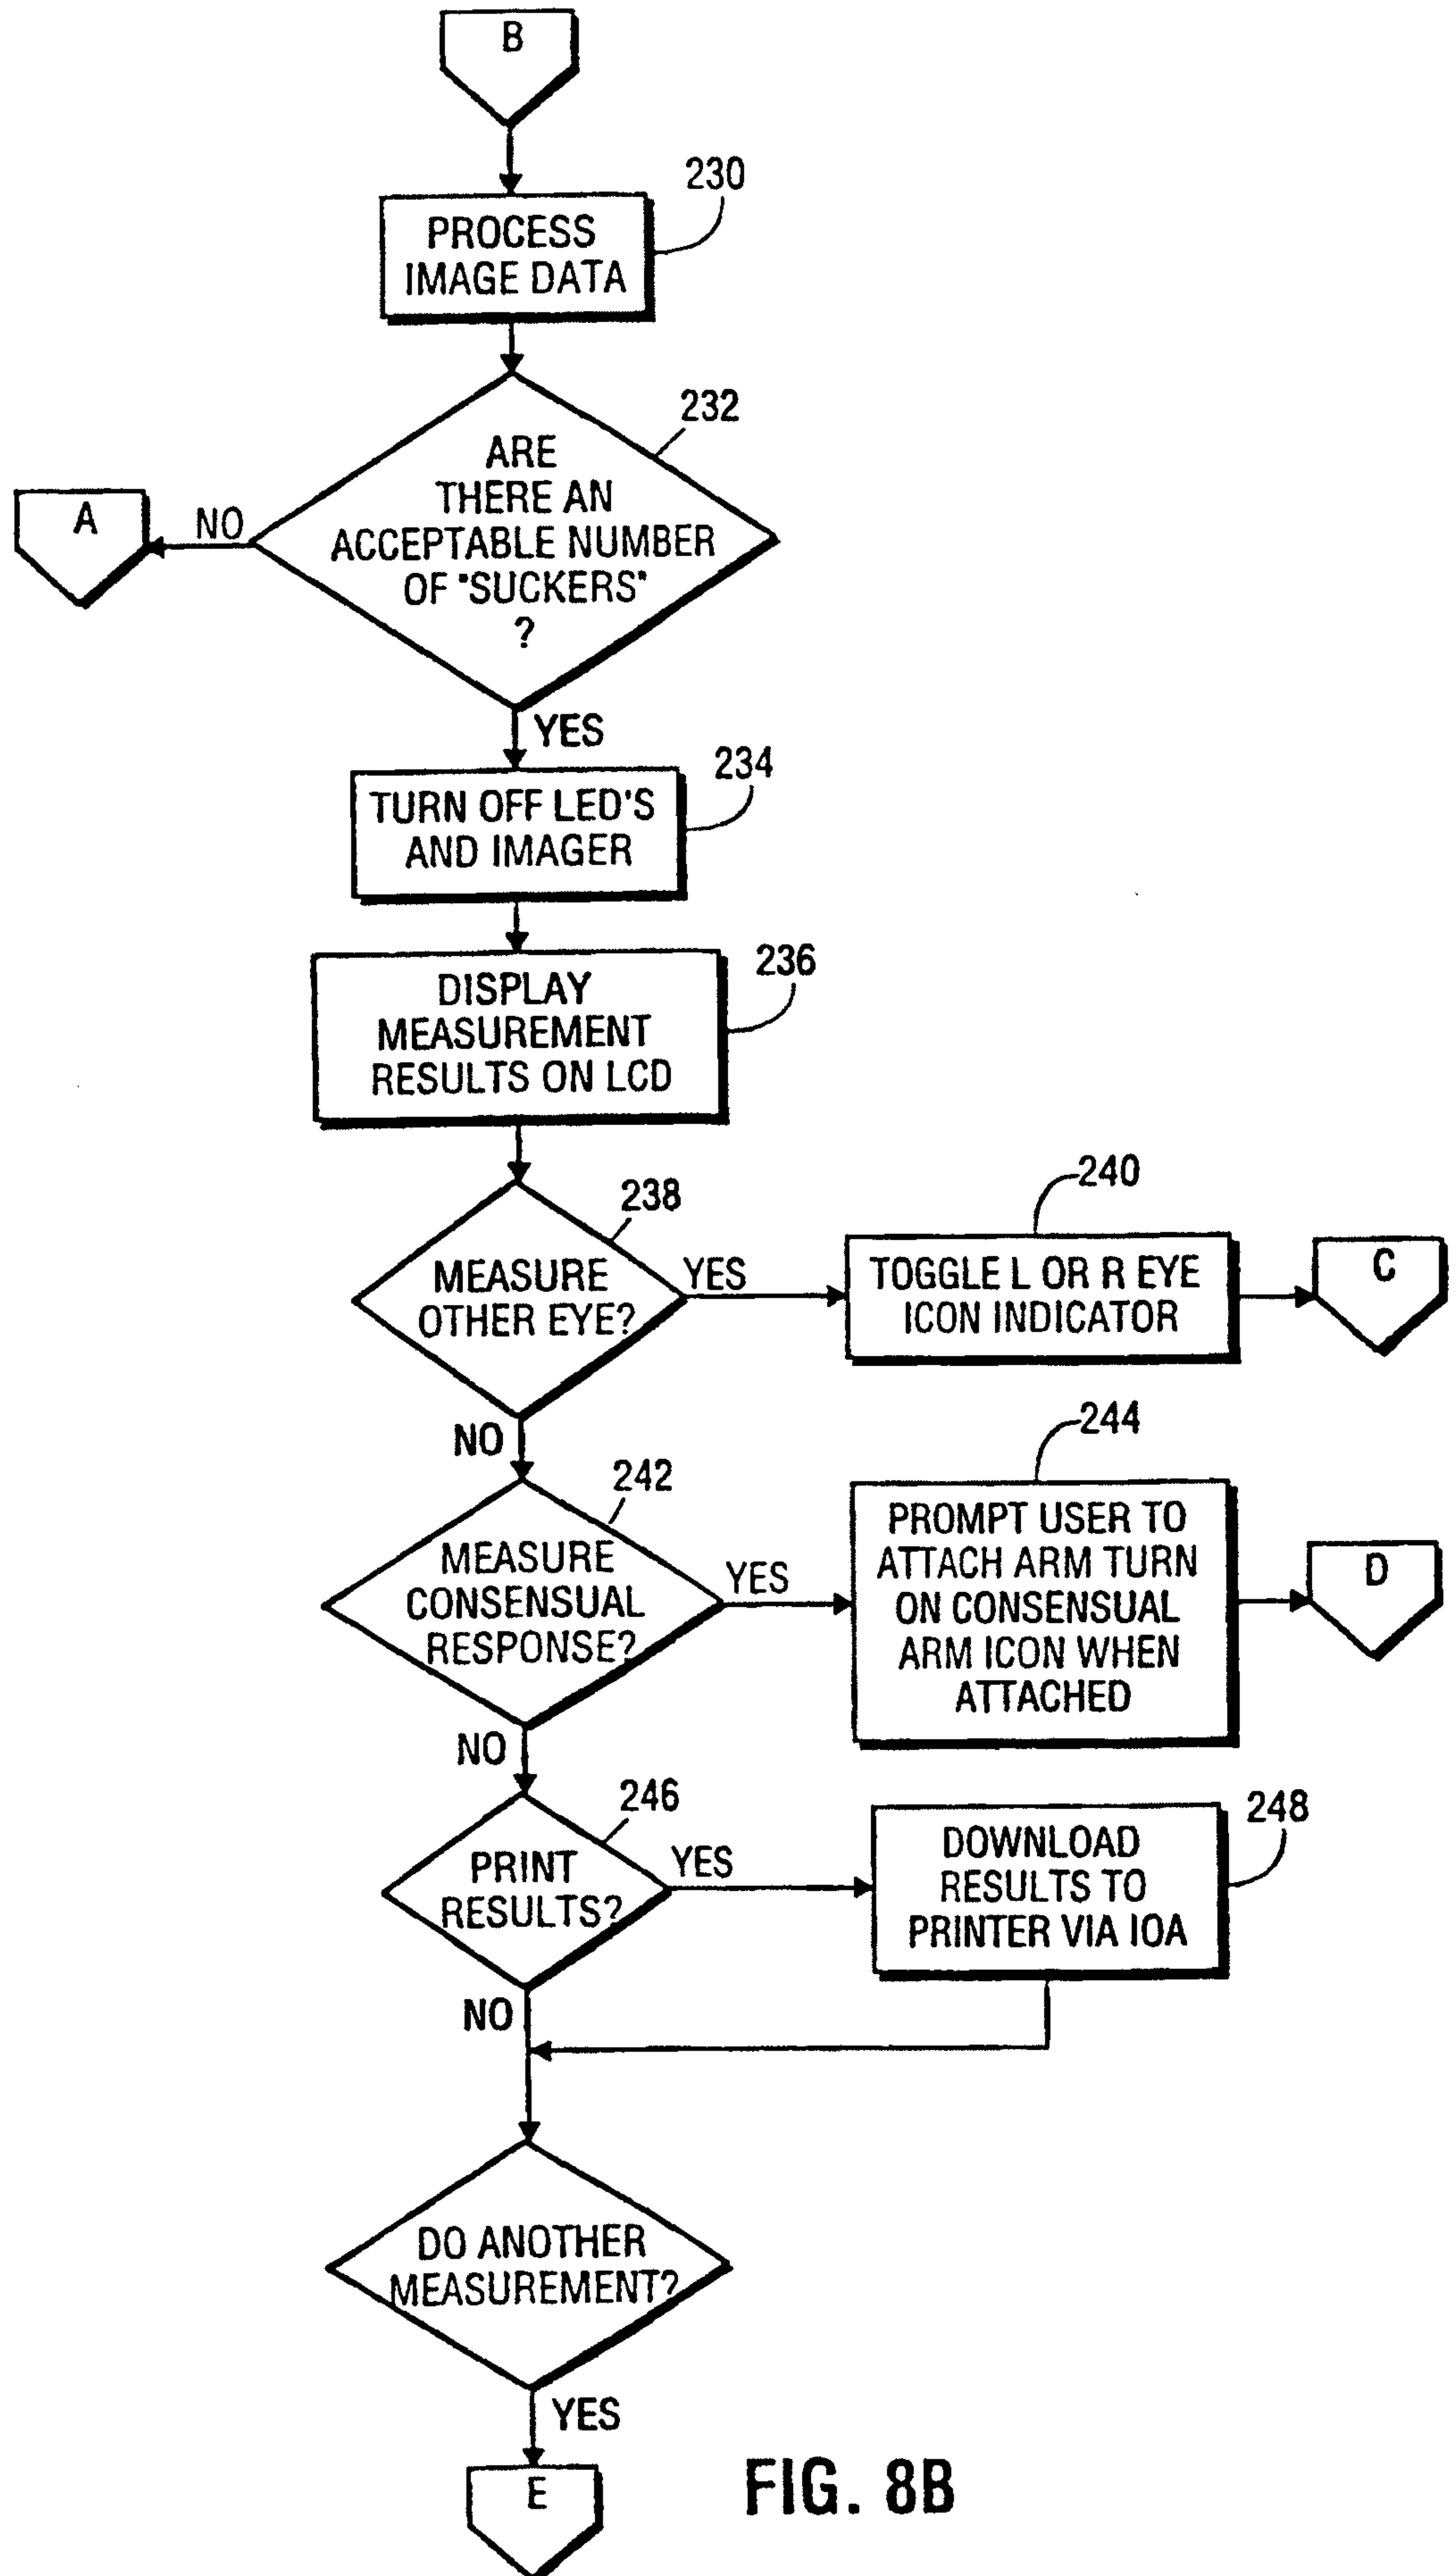 B
230
PROCESS
IMAGE DATA
232
ARE
THERE AN
ACCEPTABLE NUMBER
OF "SUCKERS"
?
NO
A
YES
234
TURN OFF LED'S
AND IMAGER
236
DISPLAY
MEASUREMENT
RESULTS ON LCD
238
MEASURE
OTHER EYE?
YES
240
TOGGLE L OR R EYE
ICON INDICATOR
C
NO
242
MEASURE
CONSENSUAL
RESPONSE?
YES
244
PROMPT USER TO
ATTACH ARM TURN
ON CONSENSUAL
ARM ICON WHEN
ATTACHED
D
NO
246
PRINT
RESULTS?
YES
248
DOWNLOAD
RESULTS TO
PRINTER VIA IOA
NO
DO ANOTHER
MEASUREMENT?
YES
E
FIG. 8B